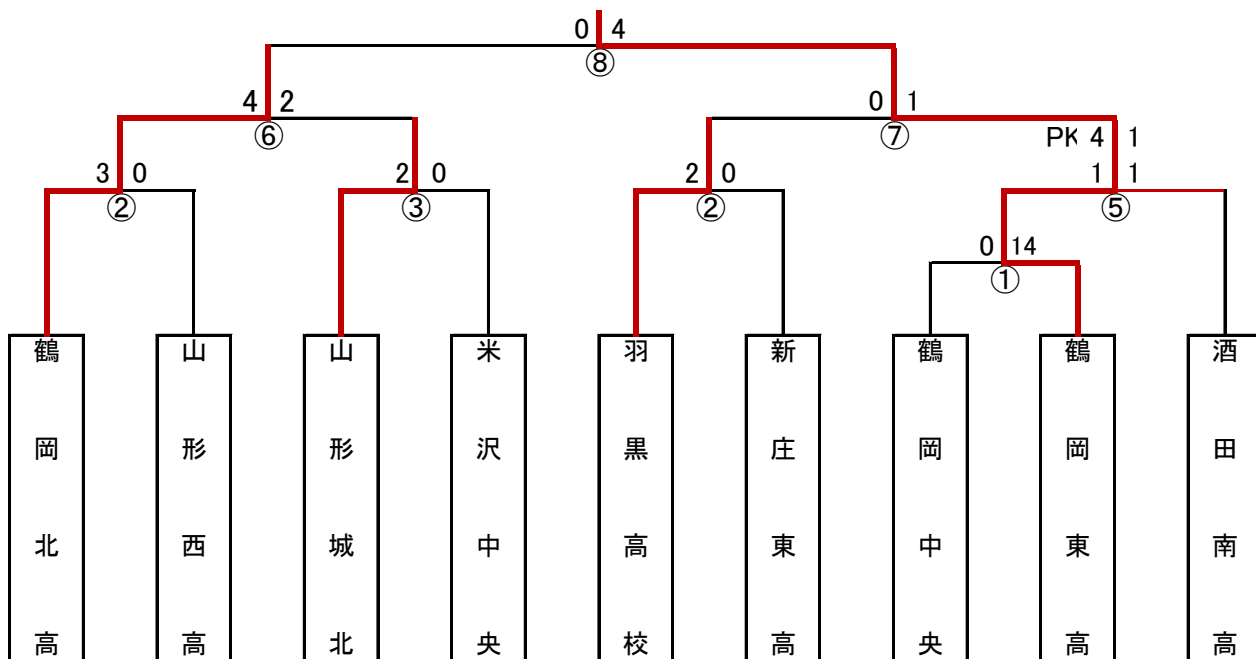 0 4
⑧
4 2
⑥
0 1
⑦
PK 4 1
3 0
②
2 0
③
2 0
②
1 1
⑤
0 14
①
鶴岡北高
山形西高
山形城北
米沢中央
羽黒高校
新庄東高
鶴岡中央
鶴岡東高
酒田南高